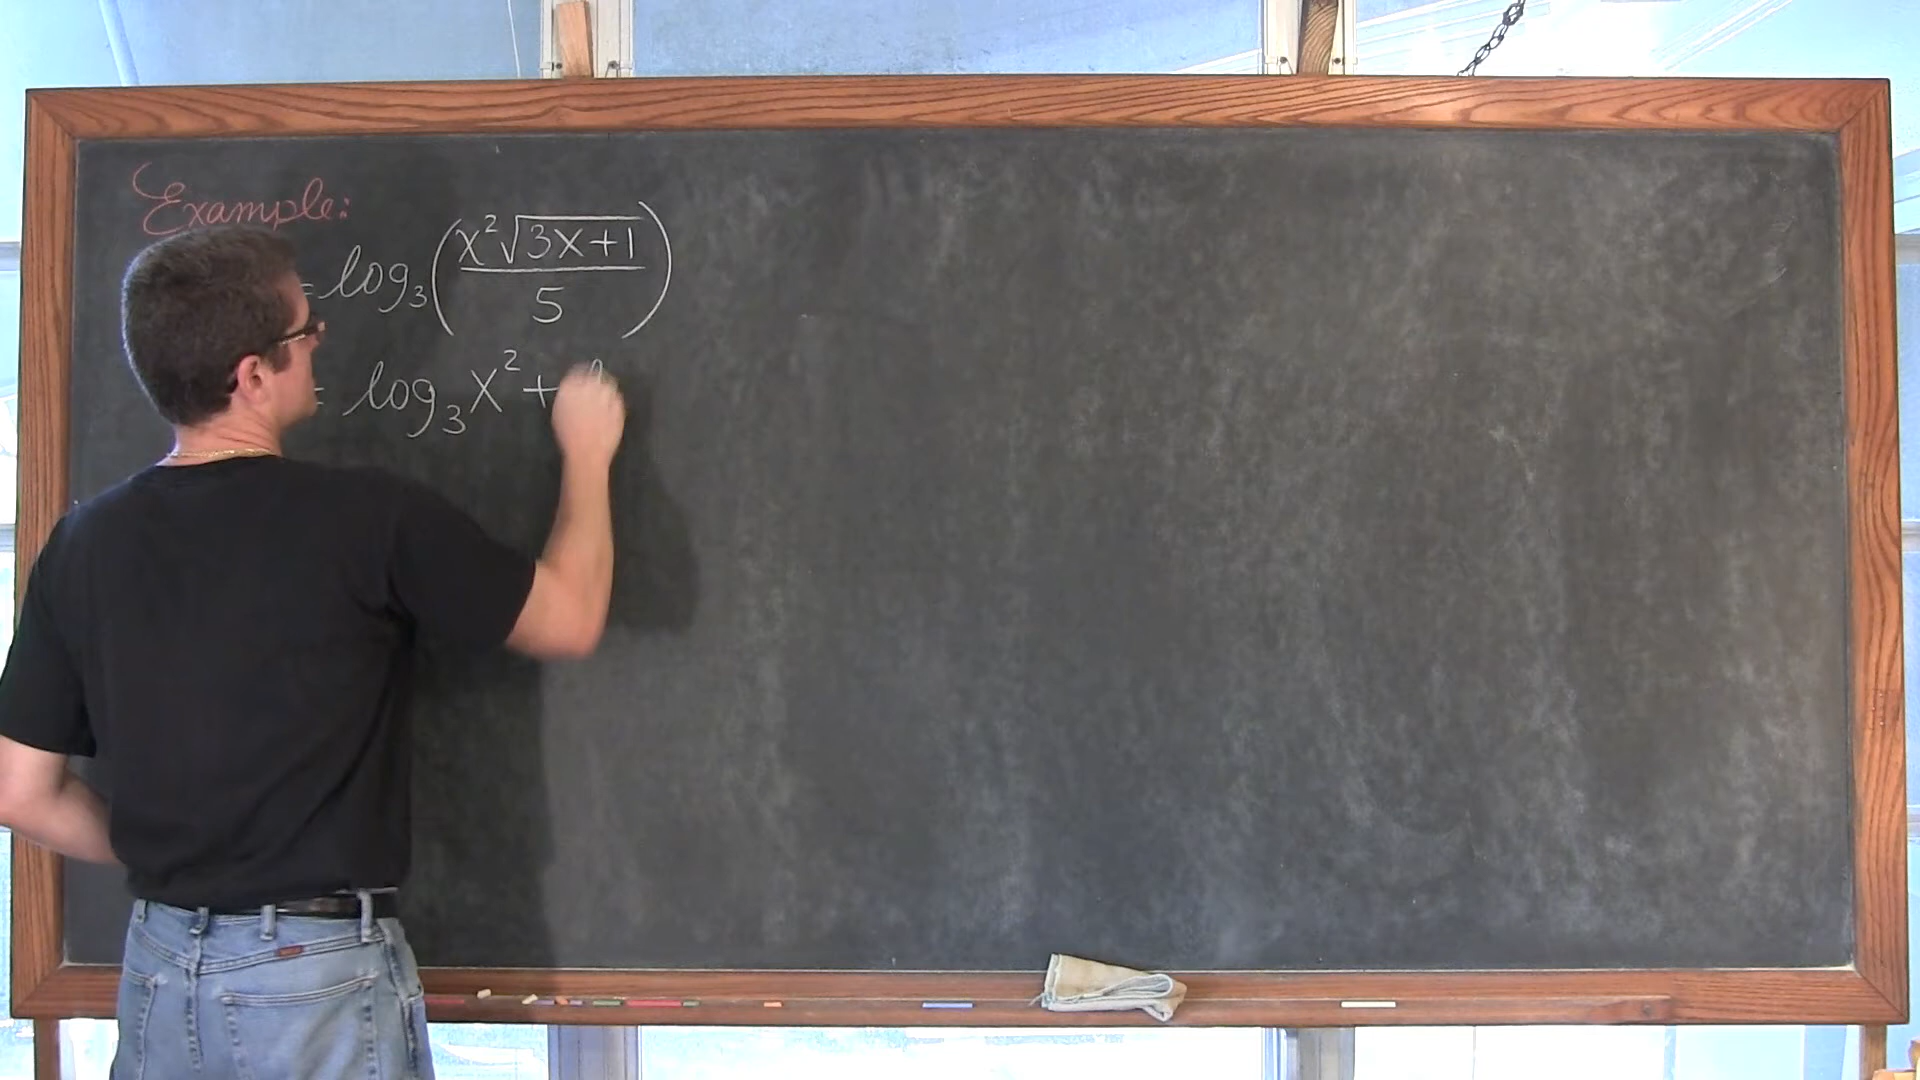 Example:
= log₃(x²√(3x+1) / 5)
= log₃x² +